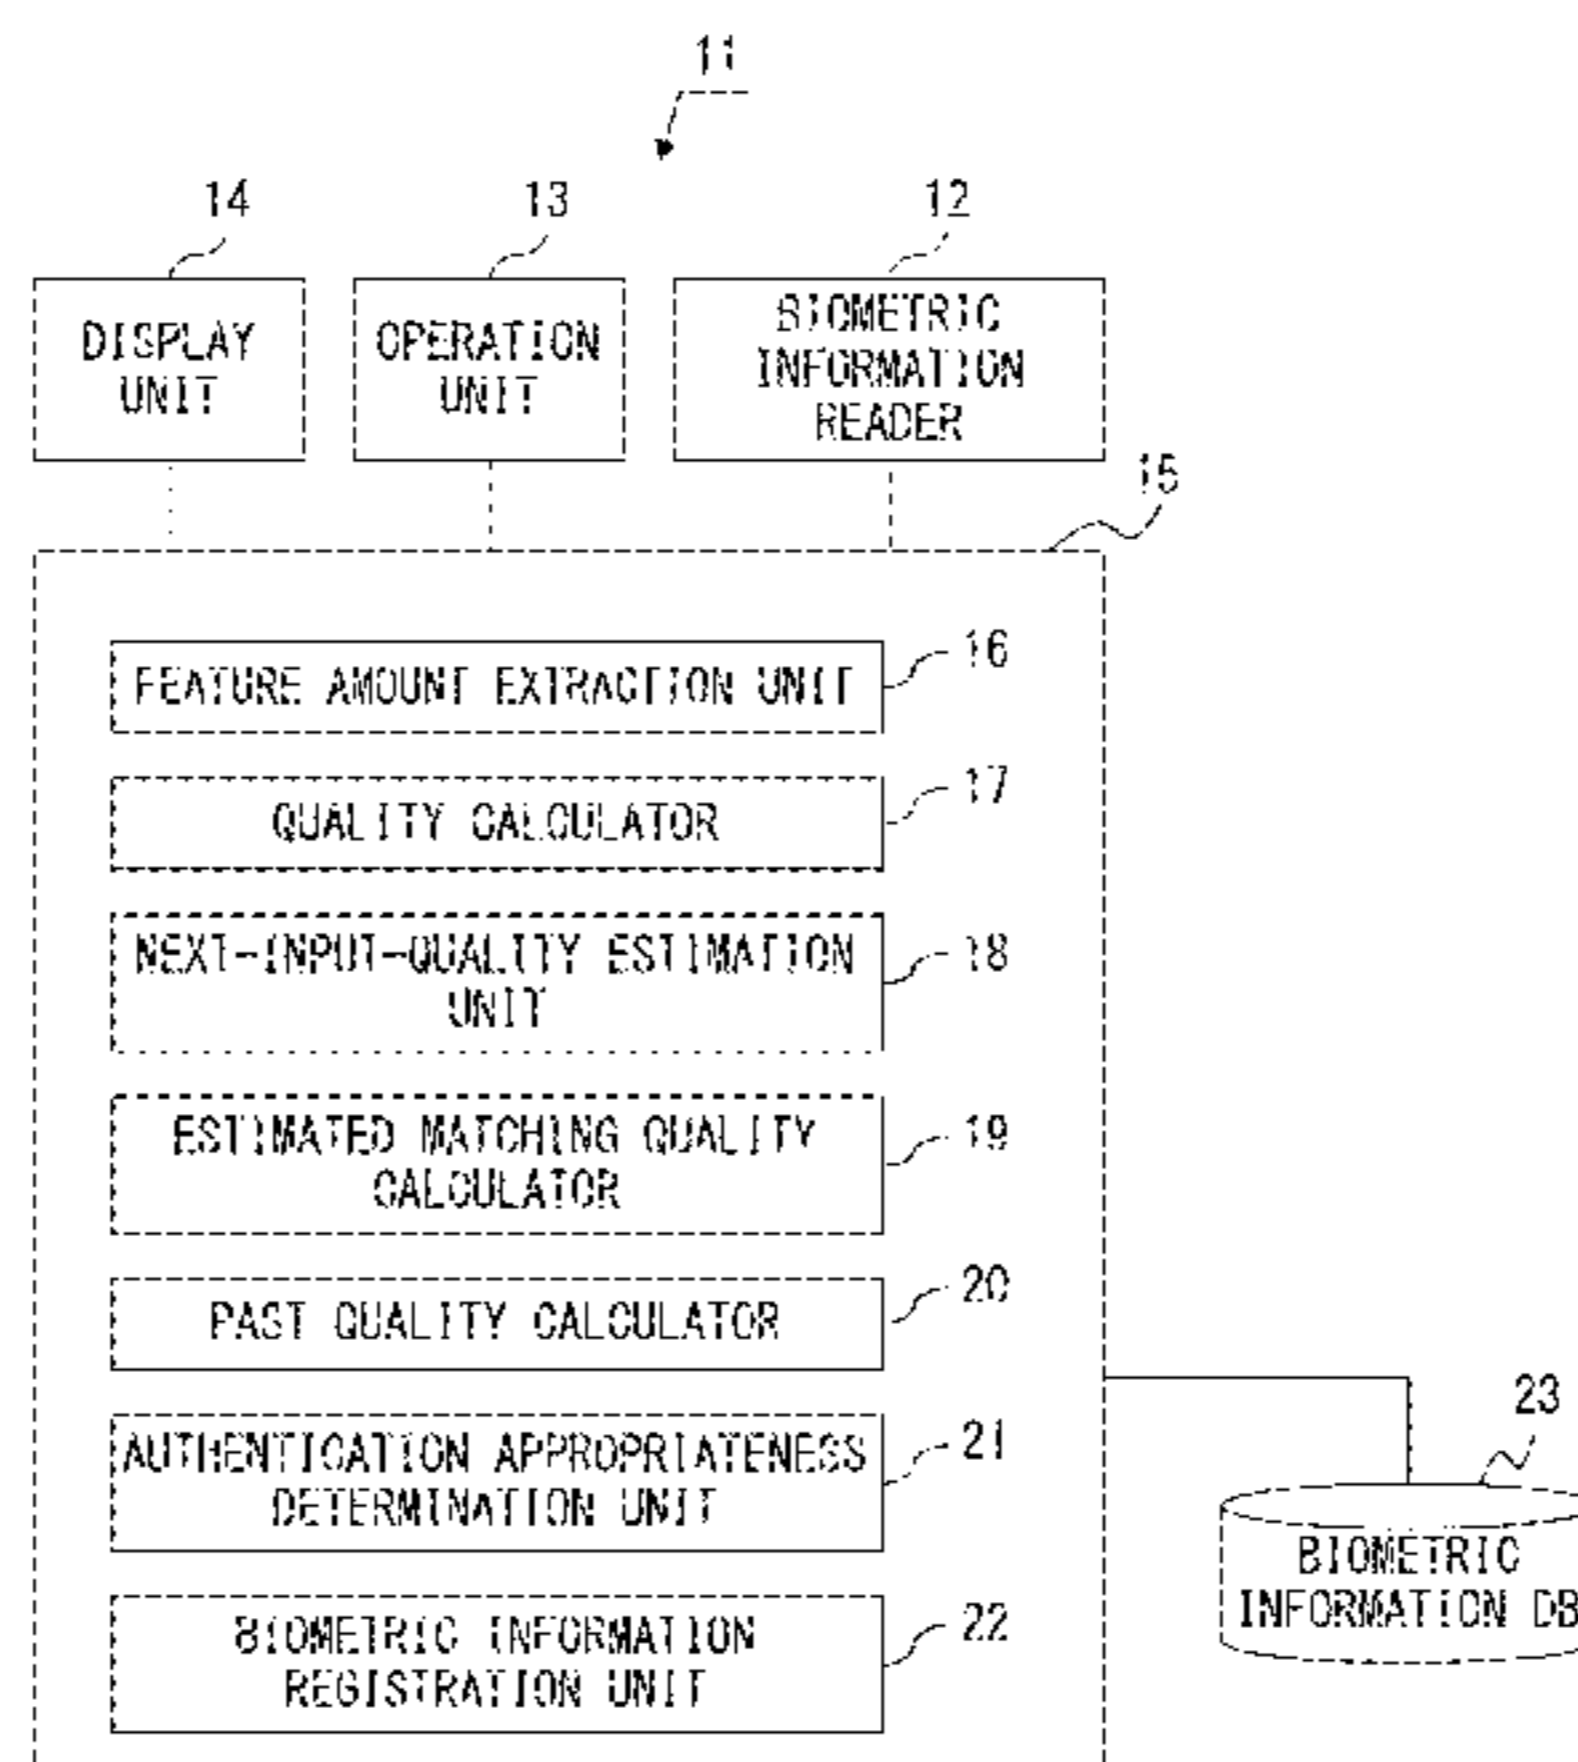 11
14
13
12
DISPLAY
UNIT
OPERATION
UNIT
BIOMETRIC
INFORMATION
READER
15
FEATURE AMOUNT EXTRACTION UNIT
16
QUALITY CALCULATOR
17
NEXT-INPUT-QUALITY ESTIMATION
UNIT
18
ESTIMATED MATCHING QUALITY
CALCULATOR
19
PAST QUALITY CALCULATOR
20
AUTHENTICATION APPROPRIATENESS
DETERMINATION UNIT
21
BIOMETRIC INFORMATION
REGISTRATION UNIT
22
23
BIOMETRIC
INFORMATION DB